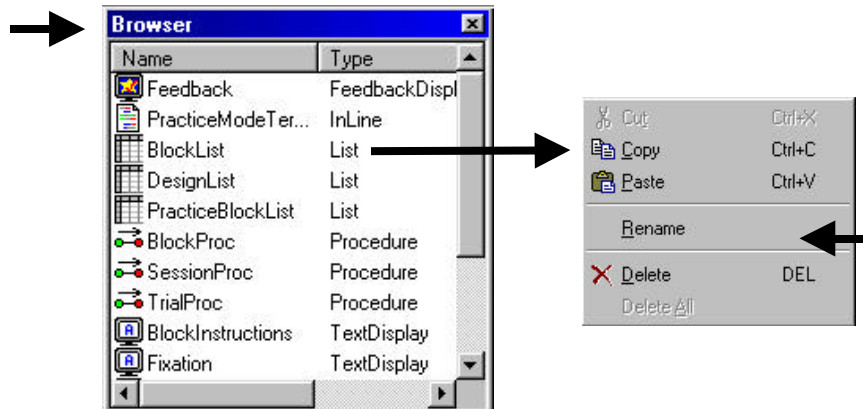 Browser
Name Type
Feedback FeedbackDispl
PracticeModeTer... InLine
BlockList List
DesignList List
PracticeBlockList List
BlockProc Procedure
SessionProc Procedure
TrialProc Procedure
BlockInstructions TextDisplay
Fixation TextDisplay
Cut Ctrl+X
Copy Ctrl+C
Paste Ctrl+V
Rename
Delete DEL
Delete All